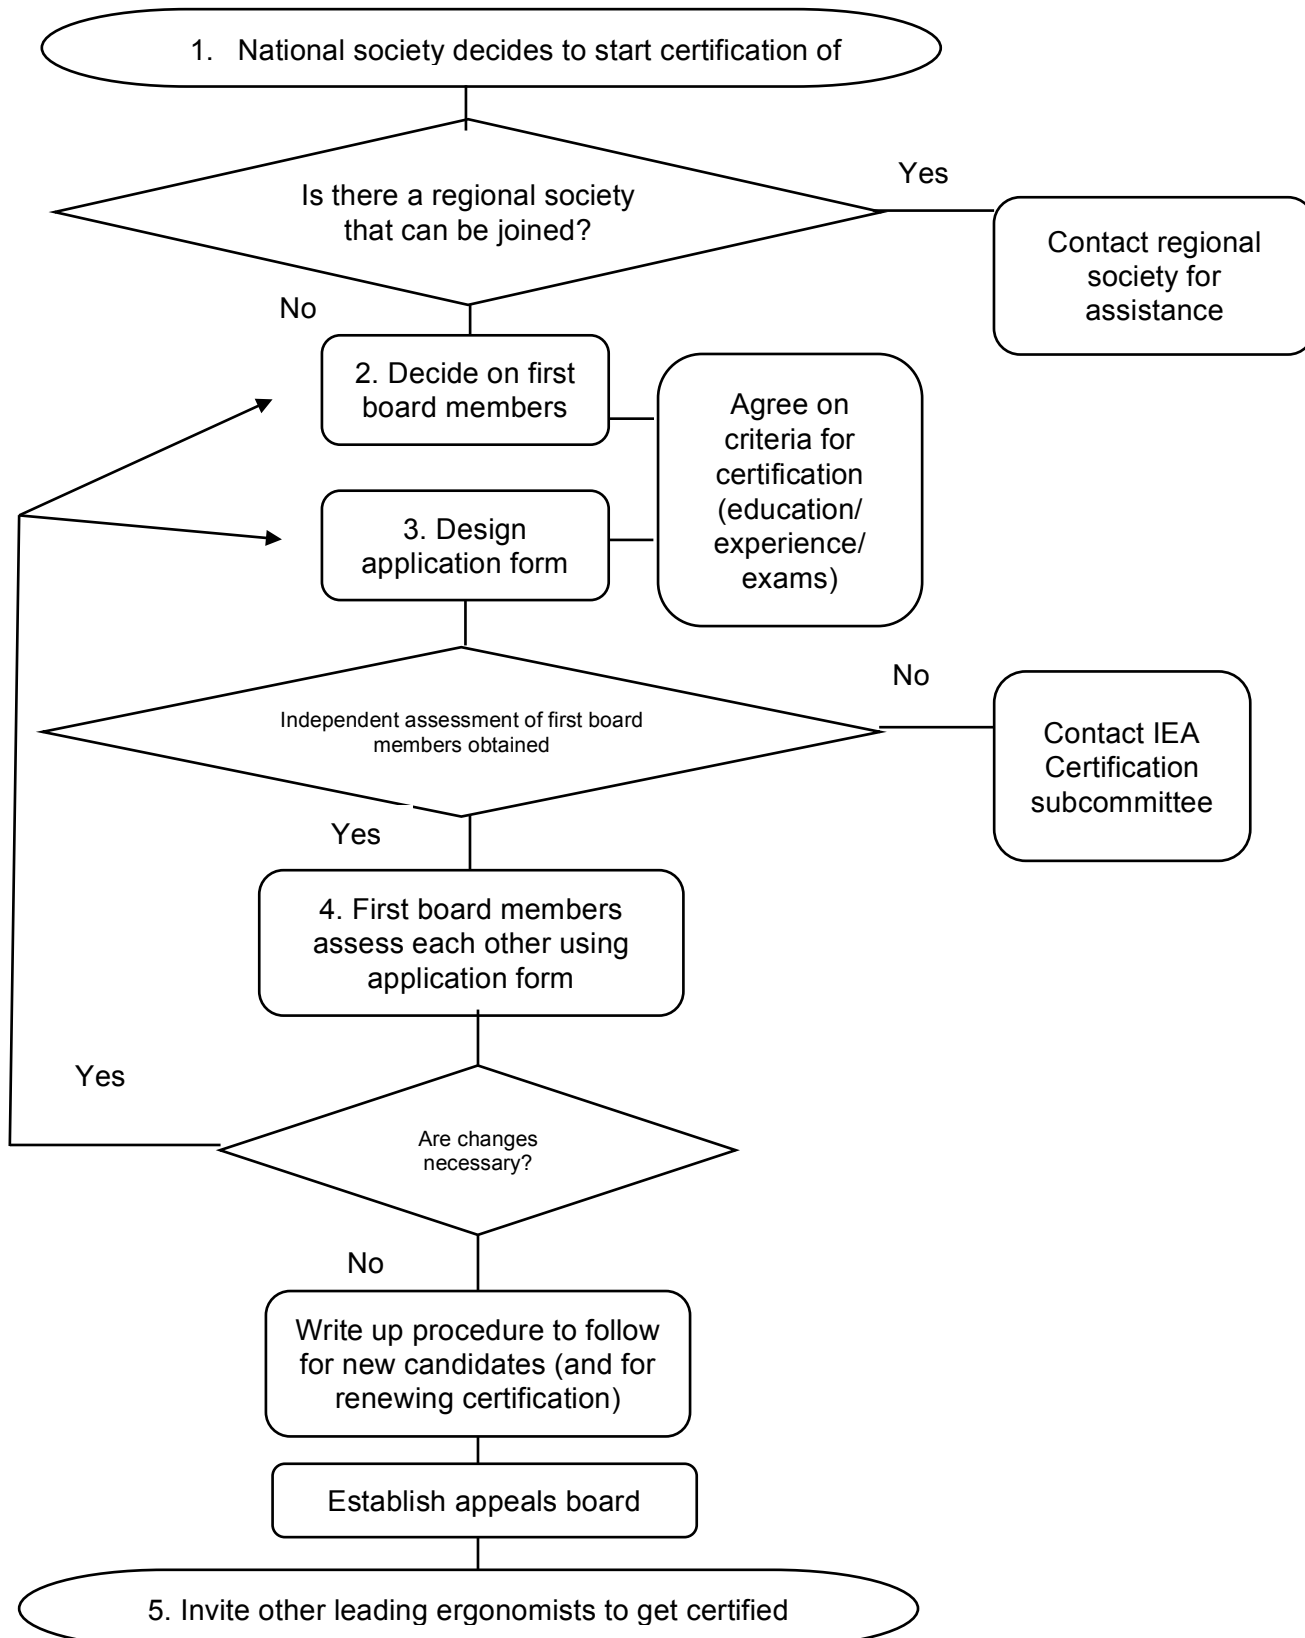 1. National society decides to start certification of
Is there a regional society
that can be joined?
Yes
Contact regional
society for
assistance
No
2. Decide on first
board members
Agree on
criteria for
certification
(education/
experience/
exams)
3. Design
application form
Independent assessment of first board
members obtained
No
Contact IEA
Certification
subcommittee
Yes
4. First board members
assess each other using
application form
Yes
Are changes
necessary?
No
Write up procedure to follow
for new candidates (and for
renewing certification)
Establish appeals board
5. Invite other leading ergonomists to get certified